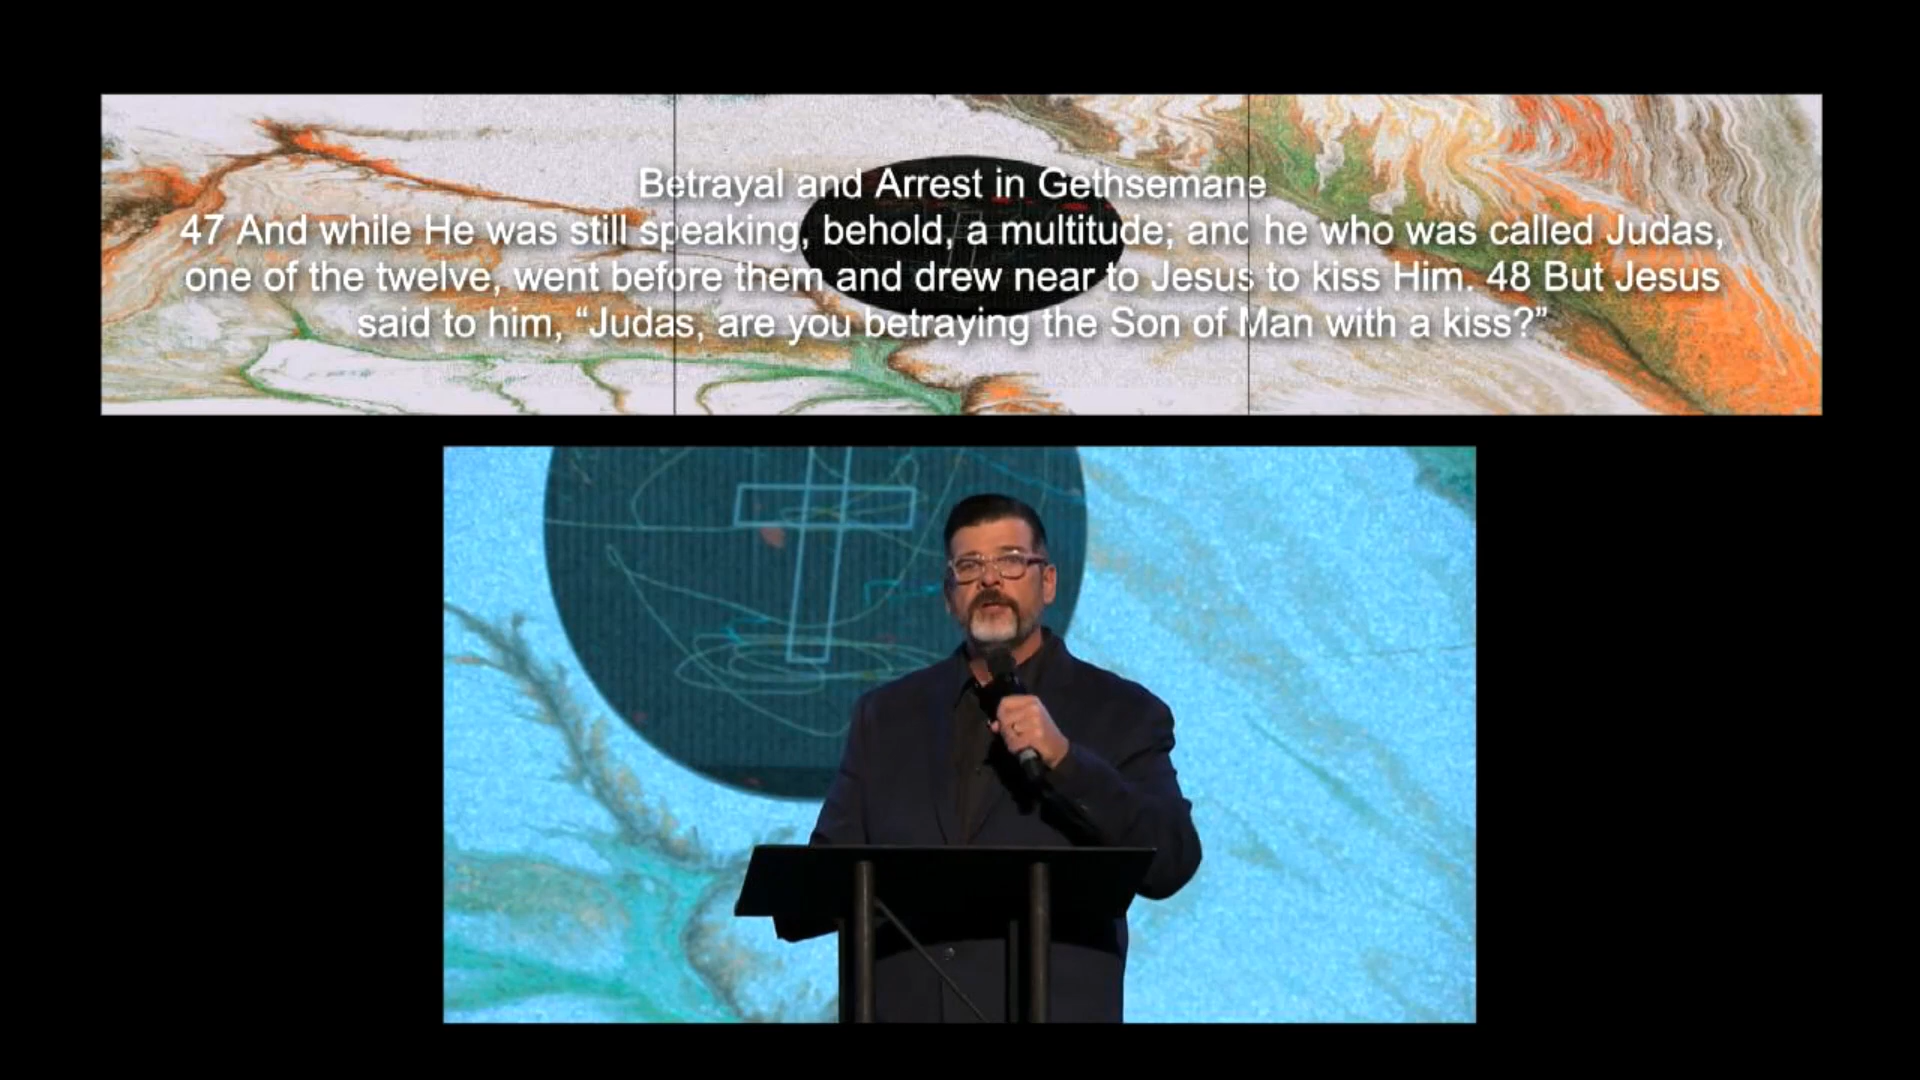 Betrayal and Arrest in Gethsemane
47 And while He was still speaking, behold, a multitude; and he who was called Judas,
one of the twelve, went before them and drew near to Jesus to kiss Him. 48 But Jesus
said to him, “Judas, are you betraying the Son of Man with a kiss?”